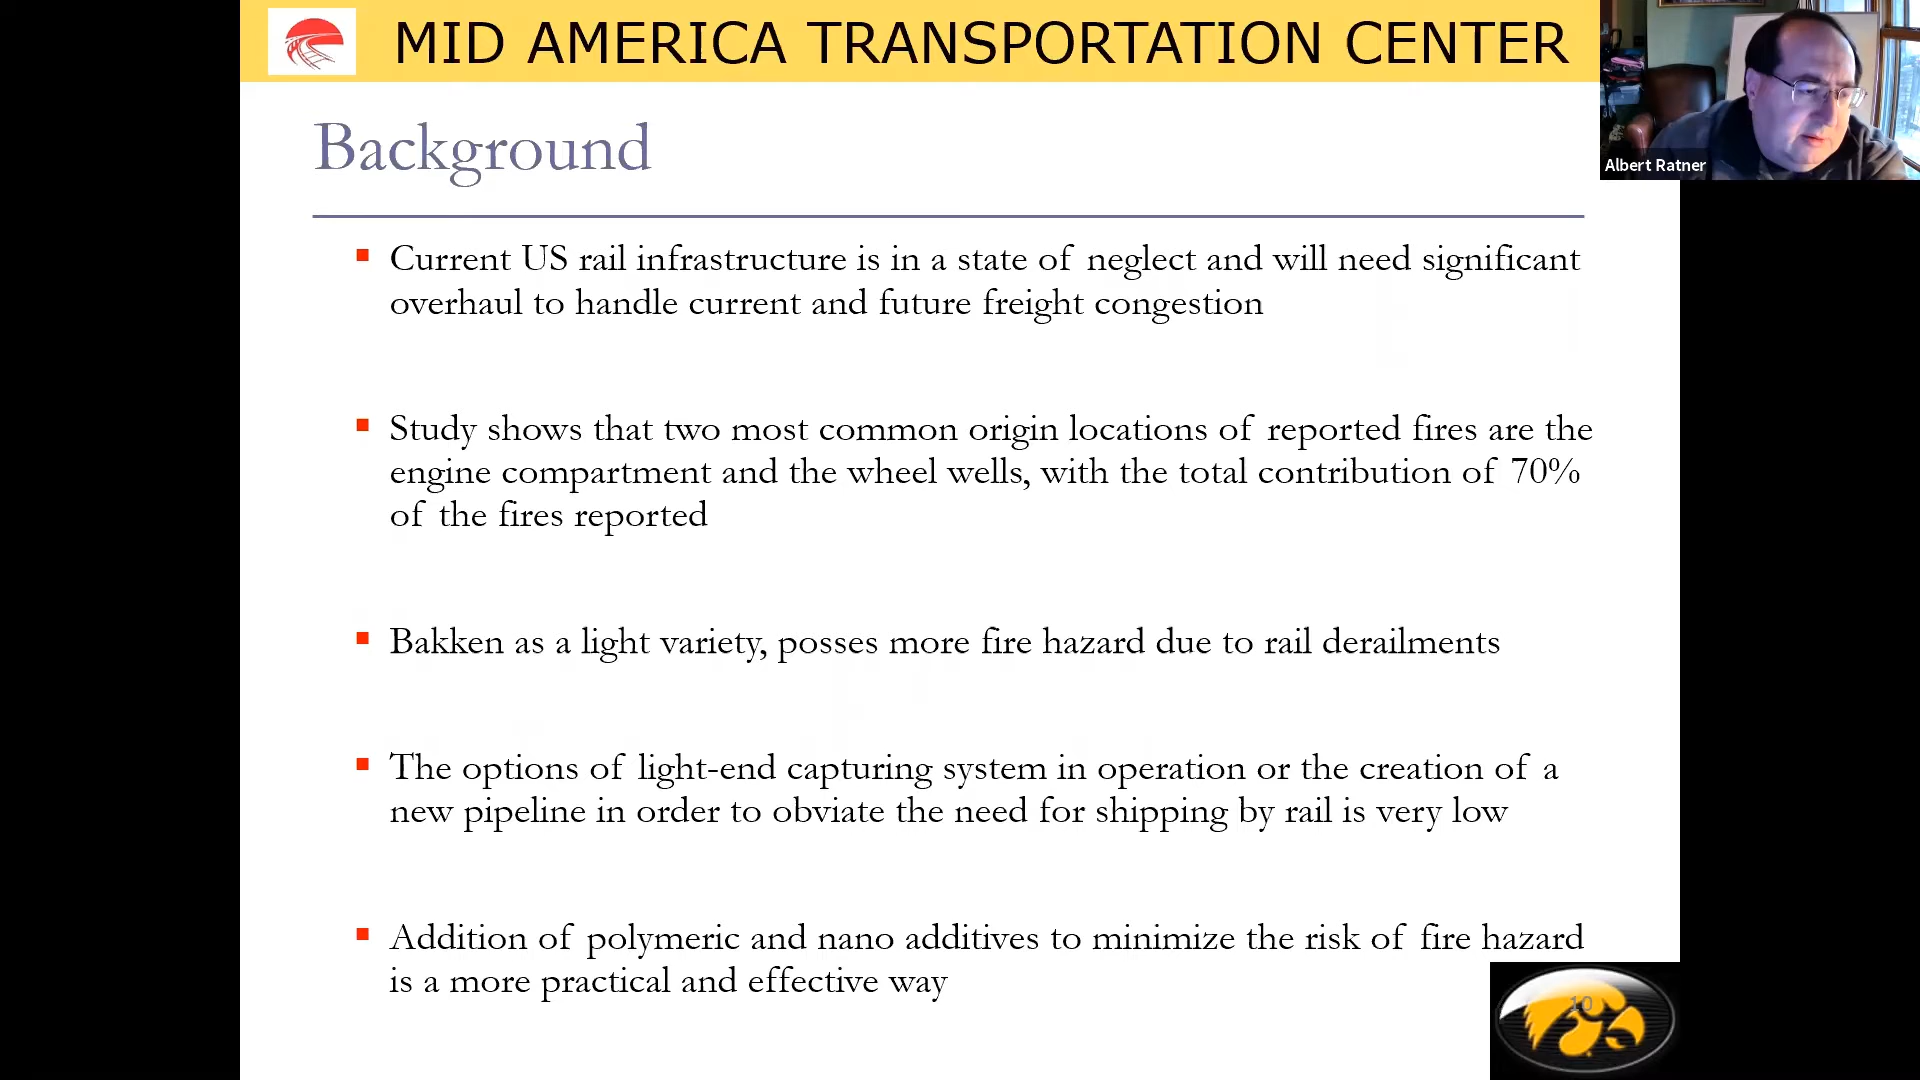 MID AMERICA TRANSPORTATION CENTER
Albert Ratner
Background
Current US rail infrastructure is in a state of neglect and will need significant
overhaul to handle current and future freight congestion
Study shows that two most common origin locations of reported fires are the
engine compartment and the wheel wells, with the total contribution of 70%
of the fires reported
Bakken as a light variety, posses more fire hazard due to rail derailments
The options of light-end capturing system in operation or the creation of a
new pipeline in order to obviate the need for shipping by rail is very low
Addition of polymeric and nano additives to minimize the risk of fire hazard
is a more practical and effective way
10